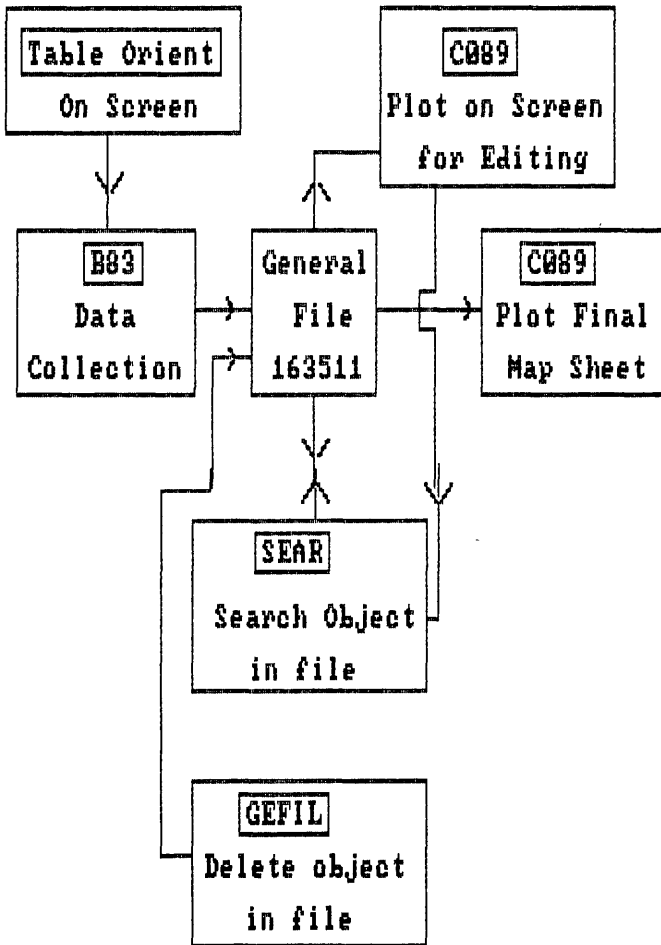 Table Orient
On Screen
C089
Plot on Screen
for Editing
B83
Data
Collection
General
File
163511
C089
Plot Final
Map Sheet
SEAR
Search Object
in file
GEFIL
Delete object
in file